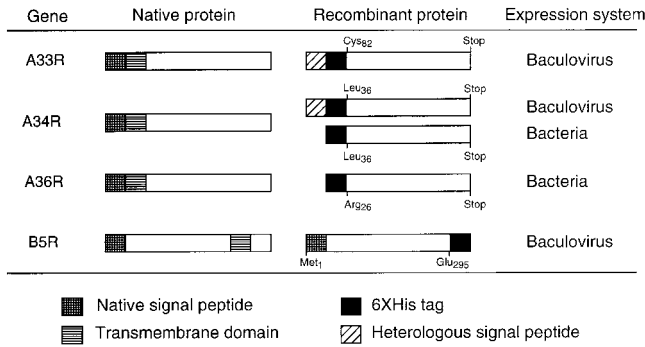 Gene Native protein Recombinant protein Expression system
Cys82 Stop
A33R Baculovirus
Leu36 Stop
Baculovirus
A34R
Bacteria
Leu36 Stop
A36R Bacteria
Arg26 Stop
B5R Baculovirus
Met1 Glu295
Native signal peptide 6XHis tag
Transmembrane domain Heterologous signal peptide